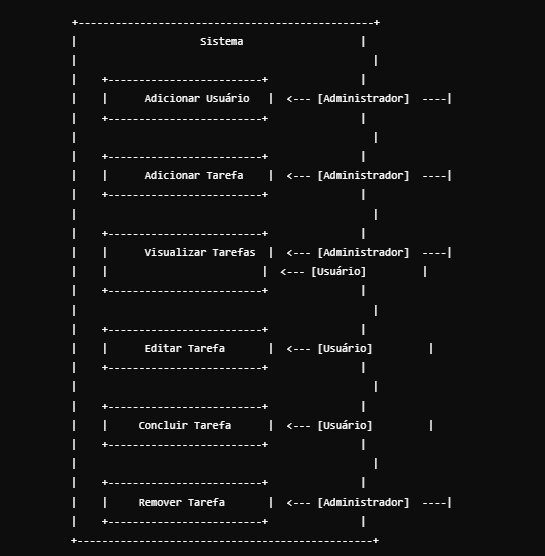 +------------------------------------------------+
|                    Sistema                   |
|                                                |
|    +-------------------------+               |
|    |      Adicionar Usuário   |  <--- [Administrador]  ----|
|    +-------------------------+               |
|                                                |
|    +-------------------------+               |
|    |      Adicionar Tarefa    |  <--- [Administrador]  ----|
|    +-------------------------+               |
|                                                |
|    +-------------------------+               |
|    |      Visualizar Tarefas  |  <--- [Administrador]  ----|
|    |                         |  <--- [Usuário]         |
|    +-------------------------+               |
|                                                |
|    +-------------------------+               |
|    |      Editar Tarefa       |  <--- [Usuário]         |
|    +-------------------------+               |
|                                                |
|    +-------------------------+               |
|    |     Concluir Tarefa      |  <--- [Usuário]         |
|    +-------------------------+               |
|                                                |
|    +-------------------------+               |
|    |     Remover Tarefa       |  <--- [Administrador]  ----|
|    +-------------------------+               |
+------------------------------------------------+